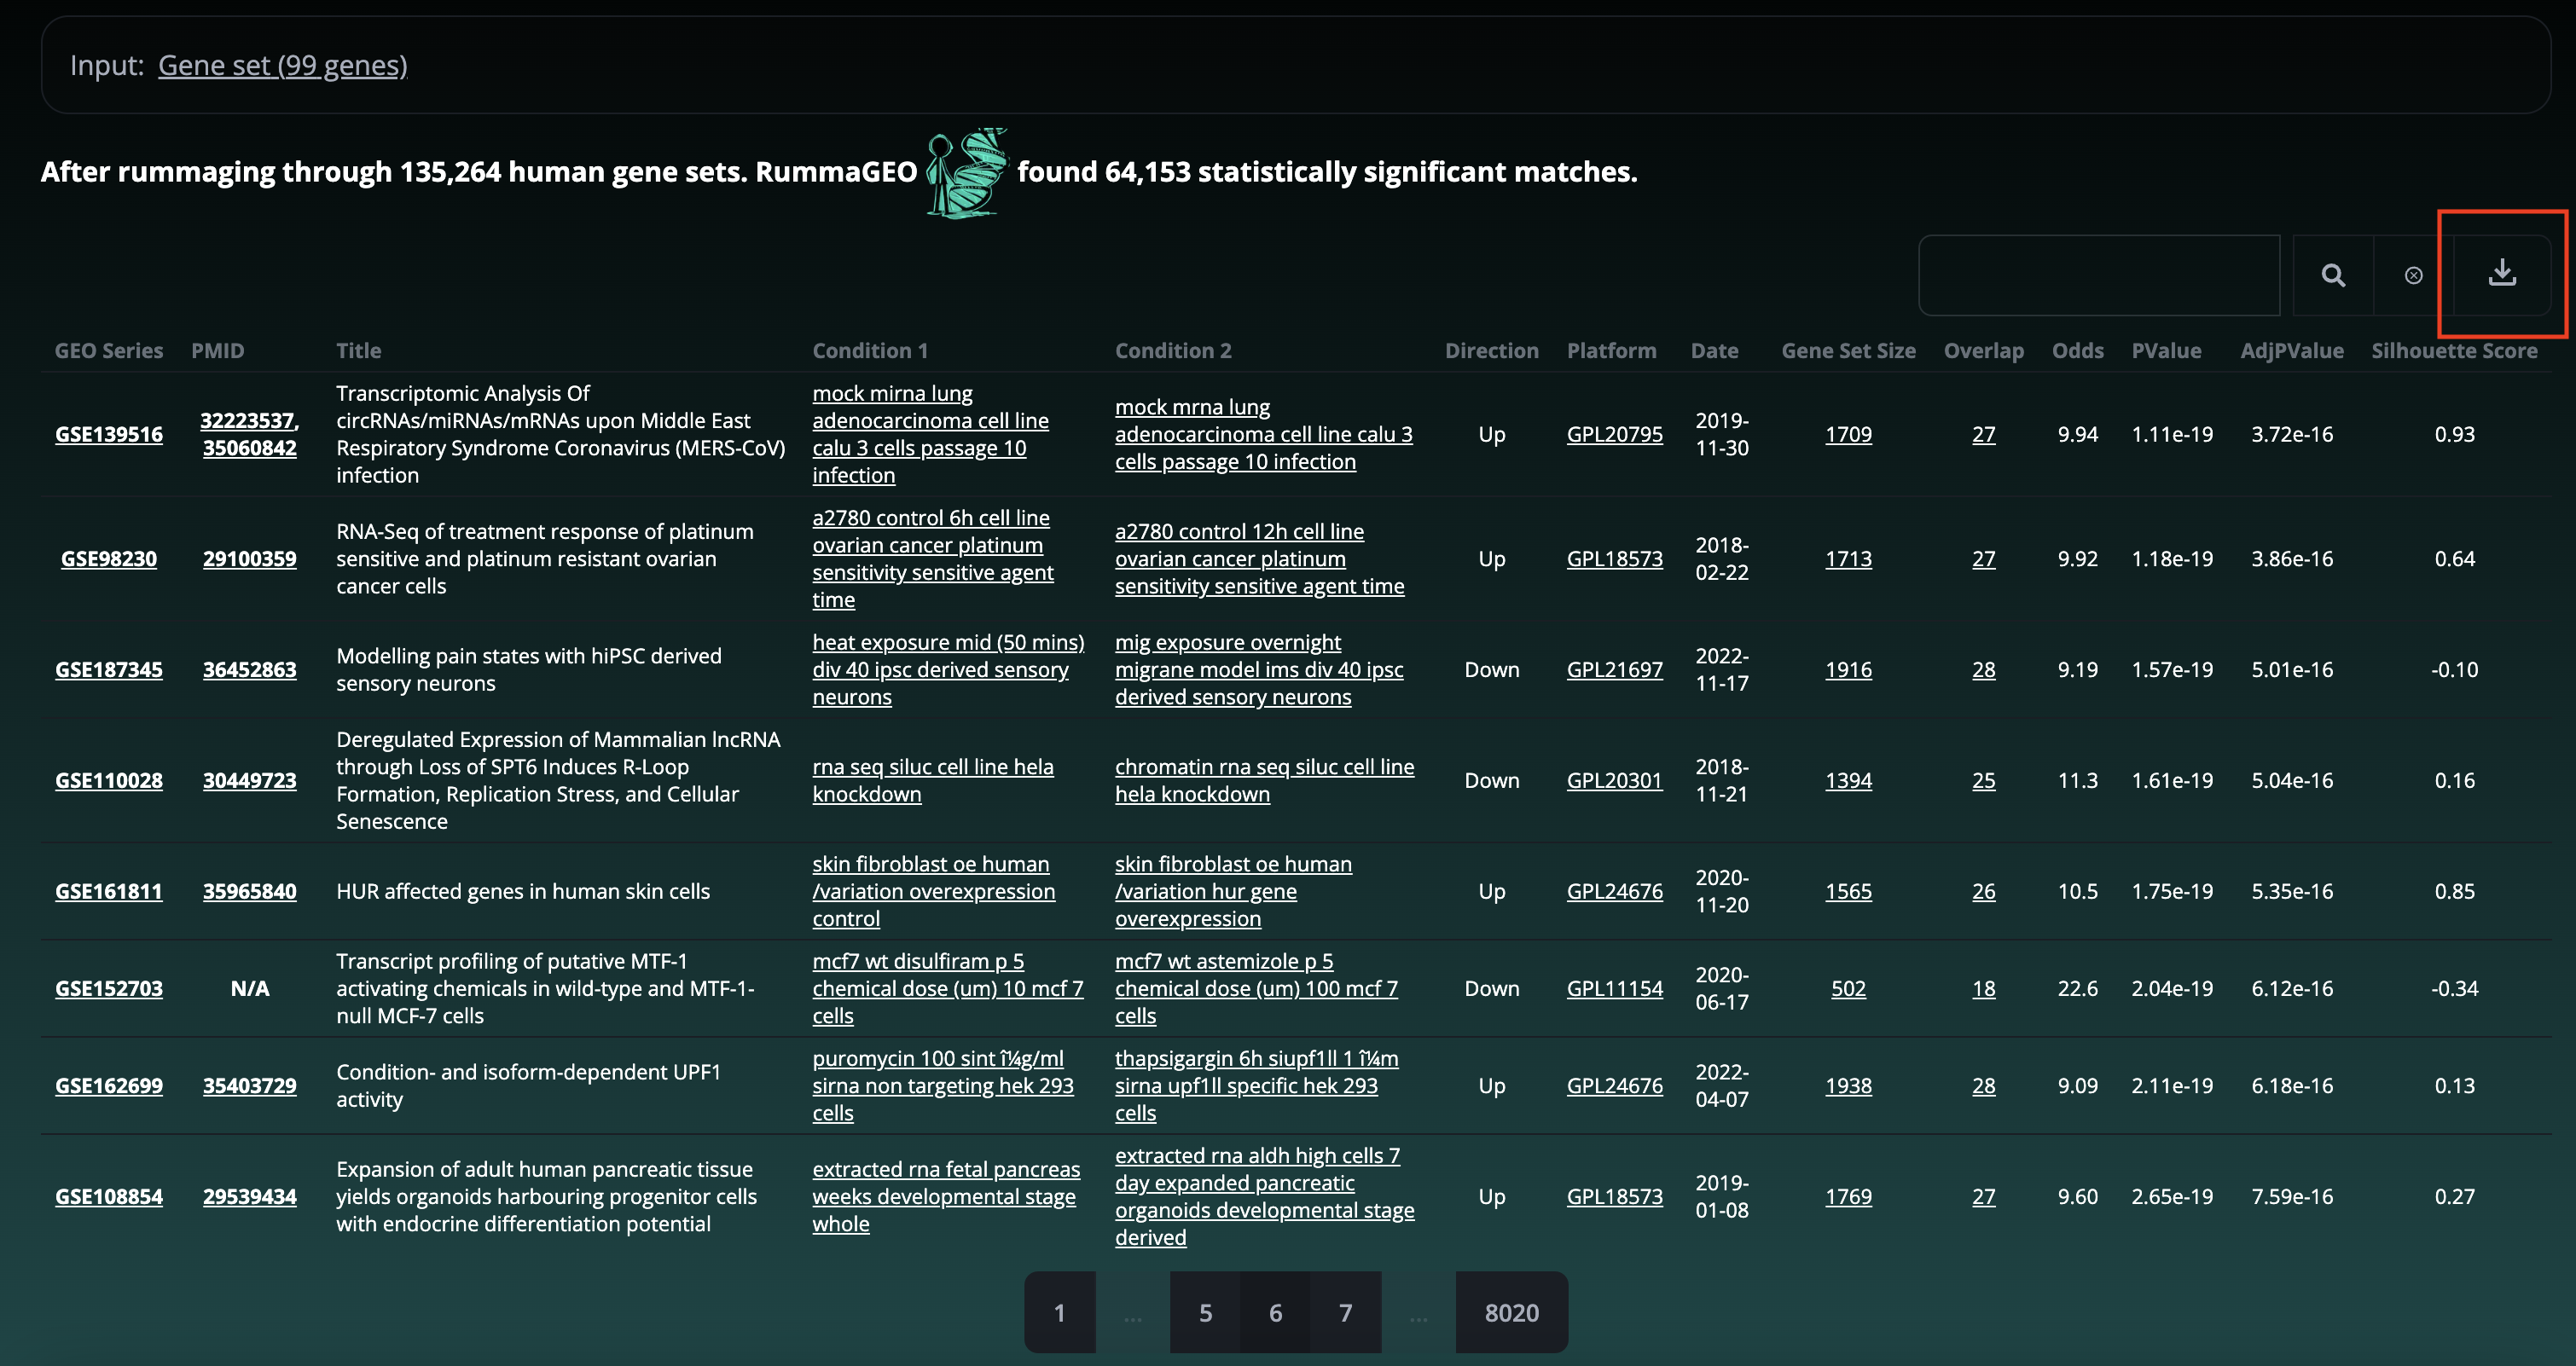 Input: Gene set (99 genes)
After rummaging through 135,264 human gene sets. RummaGEO found 64,153 statistically significant matches.
GEO Series PMID Title Condition 1 Condition 2 Direction Platform Date Gene Set Size Overlap Odds PValue AdjPValue Silhouette Score
GSE139516
32223537,
35060842
Transcriptomic Analysis Of
circRNAs/miRNAs/mRNAs upon Middle East
Respiratory Syndrome Coronavirus (MERS-CoV)
infection
mock mirna lung
adenocarcinoma cell line
calu 3 cells passage 10
infection
mock mrna lung
adenocarcinoma cell line calu 3
cells passage 10 infection
Up
GPL20795
2019-
11-30
1709
27
9.94
1.11e-19
3.72e-16
0.93
GSE98230
29100359
RNA-Seq of treatment response of platinum
sensitive and platinum resistant ovarian
cancer cells
a2780 control 6h cell line
ovarian cancer platinum
sensitivity sensitive agent
time
a2780 control 12h cell line
ovarian cancer platinum
sensitivity sensitive agent time
Up
GPL18573
2018-
02-22
1713
27
9.92
1.18e-19
3.86e-16
0.64
GSE187345
36452863
Modelling pain states with hiPSC derived
sensory neurons
heat exposure mid (50 mins)
div 40 ipsc derived sensory
neurons
mig exposure overnight
migrane model ims div 40 ipsc
derived sensory neurons
Down
GPL21697
2022-
11-17
1916
28
9.19
1.57e-19
5.01e-16
-0.10
GSE110028
30449723
Deregulated Expression of Mammalian lncRNA
through Loss of SPT6 Induces R-Loop
Formation, Replication Stress, and Cellular
Senescence
rna seq siluc cell line hela
knockdown
chromatin rna seq siluc cell line
hela knockdown
Down
GPL20301
2018-
11-21
1394
25
11.3
1.61e-19
5.04e-16
0.16
GSE161811
35965840
HUR affected genes in human skin cells
skin fibroblast oe human
/variation overexpression
control
skin fibroblast oe human
/variation hur gene
overexpression
Up
GPL24676
2020-
11-20
1565
26
10.5
1.75e-19
5.35e-16
0.85
GSE152703
N/A
Transcript profiling of putative MTF-1
activating chemicals in wild-type and MTF-1-
null MCF-7 cells
mcf7 wt disulfiram p 5
chemical dose (um) 10 mcf 7
cells
mcf7 wt astemizole p 5
chemical dose (um) 100 mcf 7
cells
Down
GPL11154
2020-
06-17
502
18
22.6
2.04e-19
6.12e-16
-0.34
GSE162699
35403729
Condition- and isoform-dependent UPF1
activity
puromycin 100 sint î¼g/ml
sirna non targeting hek 293
cells
thapsigargin 6h siupf1ll 1 î¼m
sirna upf1ll specific hek 293
cells
Up
GPL24676
2022-
04-07
1938
28
9.09
2.11e-19
6.18e-16
0.13
GSE108854
29539434
Expansion of adult human pancreatic tissue
yields organoids harbouring progenitor cells
with endocrine differentiation potential
extracted rna fetal pancreas
weeks developmental stage
whole
extracted rna aldh high cells 7
day expanded pancreatic
organoids developmental stage
derived
Up
GPL18573
2019-
01-08
1769
27
9.60
2.65e-19
7.59e-16
0.27
1 ... 5 6 7 ... 8020